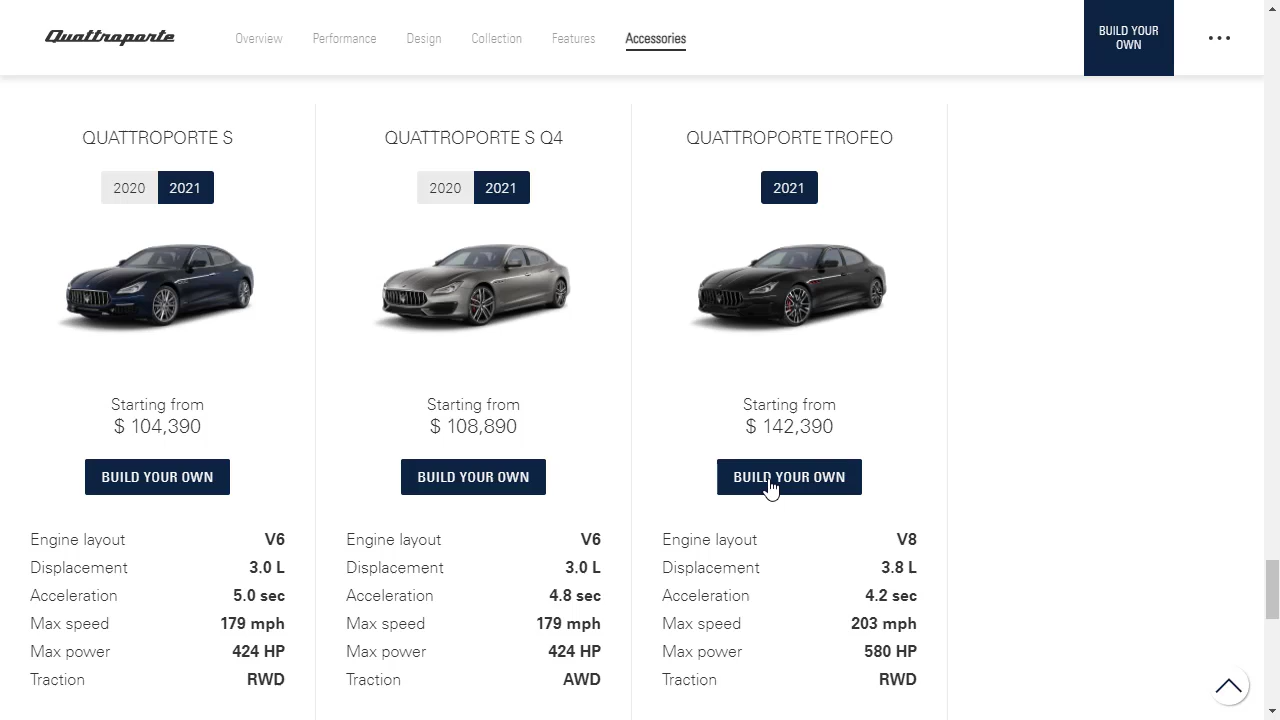 Quattroporte
Overview
Performance
Design
Collection
Features
Accessories
BUILD YOUR
OWN
QUATTROPORTE S
2020 2021
Starting from
$ 104,390
BUILD YOUR OWN
Engine layout V6
Displacement 3.0 L
Acceleration 5.0 sec
Max speed 179 mph
Max power 424 HP
Traction RWD
QUATTROPORTE S Q4
2020 2021
Starting from
$ 108,890
BUILD YOUR OWN
Engine layout V6
Displacement 3.0 L
Acceleration 4.8 sec
Max speed 179 mph
Max power 424 HP
Traction AWD
QUATTROPORTE TROFEO
2021
Starting from
$ 142,390
BUILD YOUR OWN
Engine layout V8
Displacement 3.8 L
Acceleration 4.2 sec
Max speed 203 mph
Max power 580 HP
Traction RWD